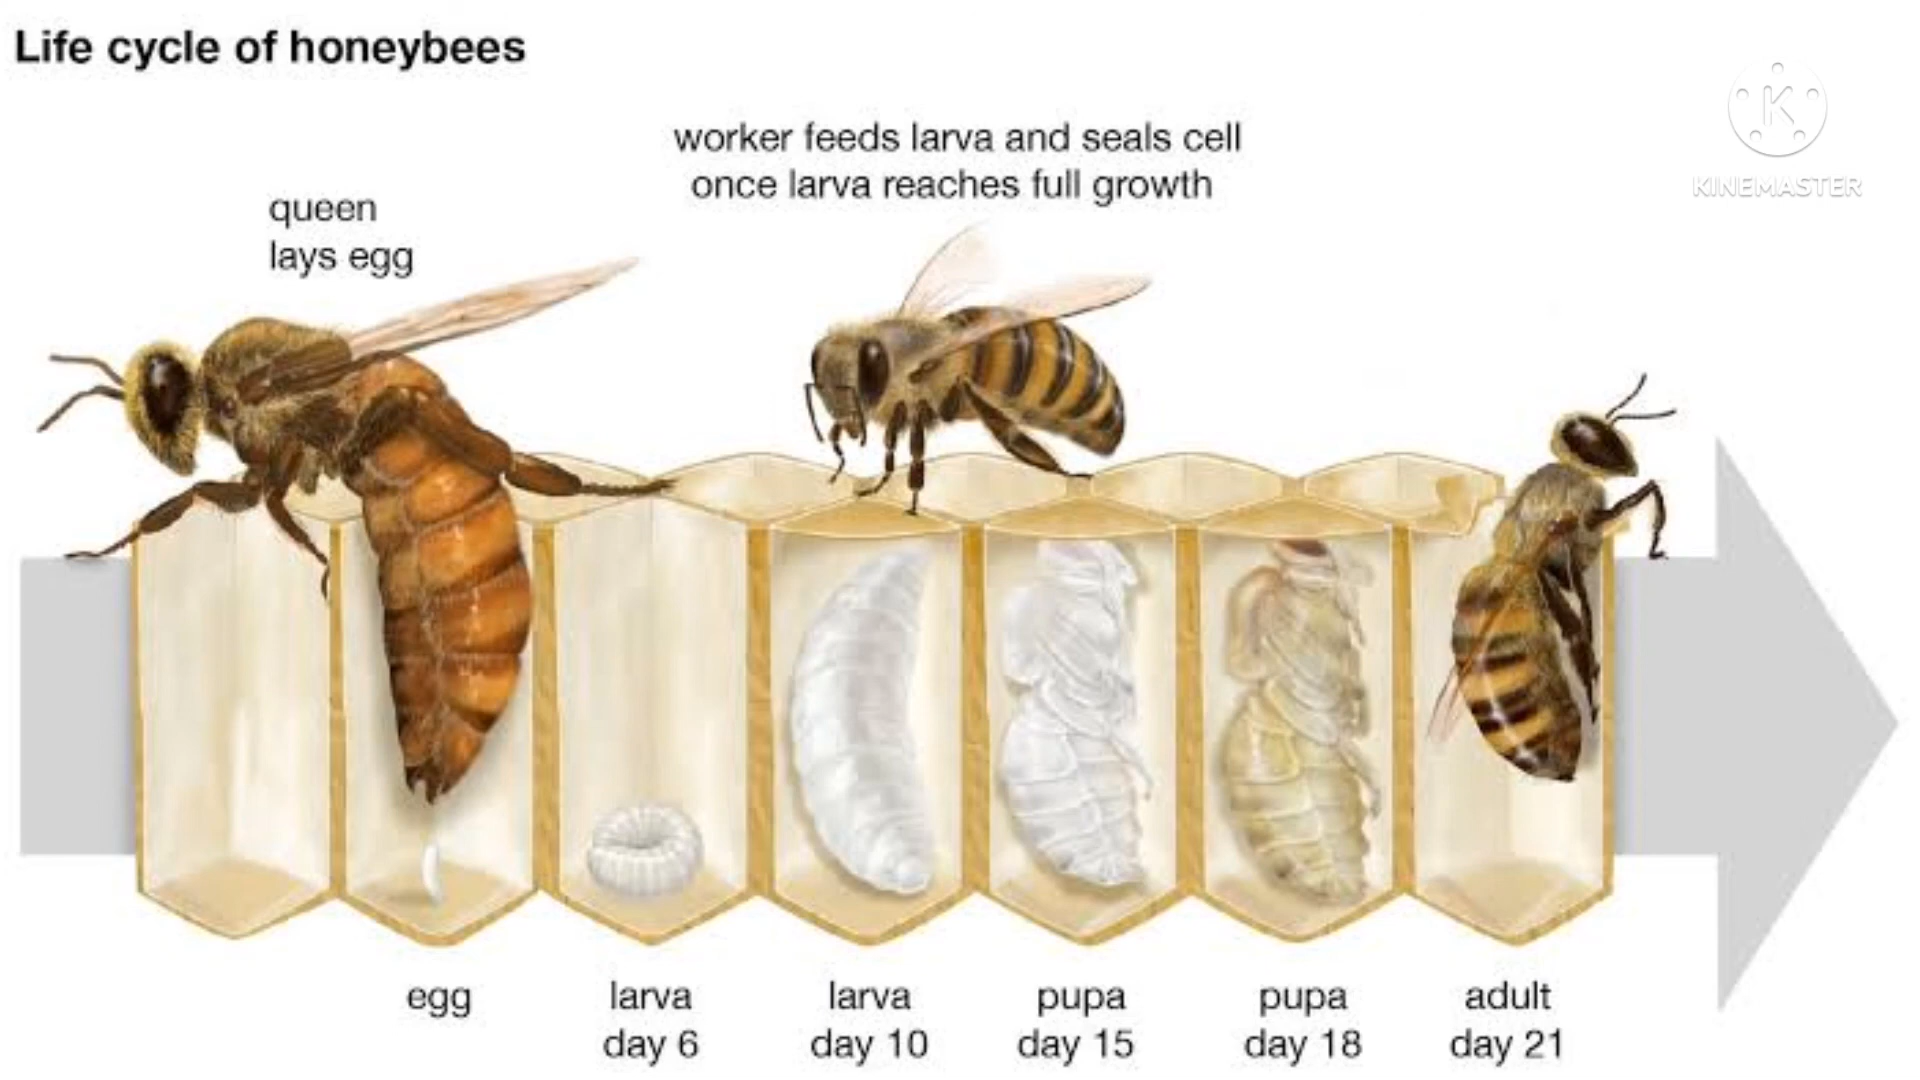 Life cycle of honeybees
K
KINEMASTER
worker feeds larva and seals cell
once larva reaches full growth
queen
lays egg
egg
larva
day 6
larva
day 10
pupa
day 15
pupa
day 18
adult
day 21